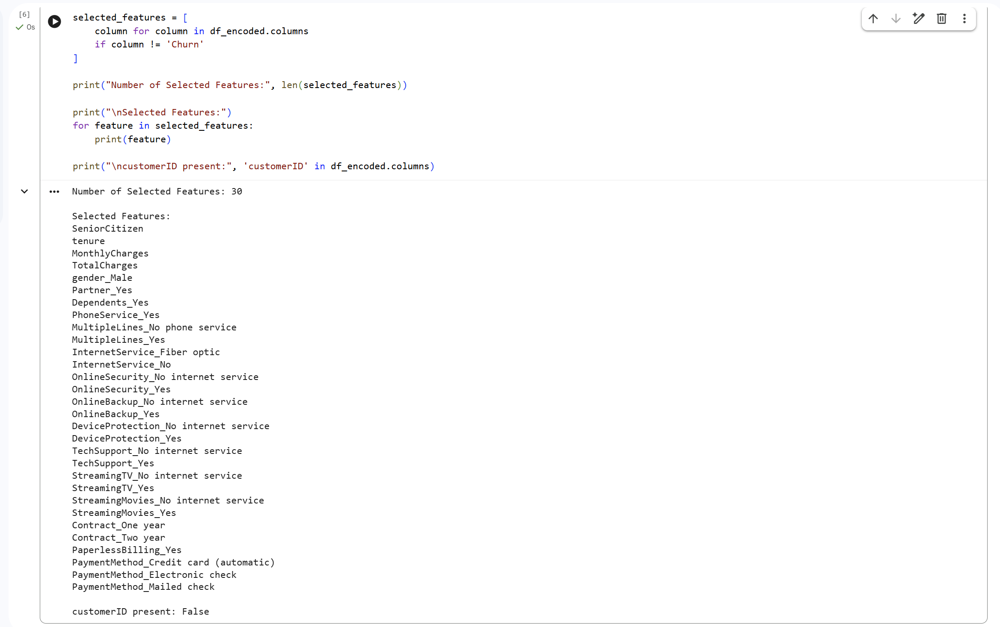 [6]
0s
selected_features = [
    column for column in df_encoded.columns
    if column != 'Churn'
]
print("Number of Selected Features:", len(selected_features))
print("\nSelected Features:")
for feature in selected_features:
    print(feature)
print("\ncustomerID present:", 'customerID' in df_encoded.columns)
Number of Selected Features: 30
Selected Features:
SeniorCitizen
tenure
MonthlyCharges
TotalCharges
gender_Male
Partner_Yes
Dependents_Yes
PhoneService_Yes
MultipleLines_No phone service
MultipleLines_Yes
InternetService_Fiber optic
InternetService_No
OnlineSecurity_No internet service
OnlineSecurity_Yes
OnlineBackup_No internet service
OnlineBackup_Yes
DeviceProtection_No internet service
DeviceProtection_Yes
TechSupport_No internet service
TechSupport_Yes
StreamingTV_No internet service
StreamingTV_Yes
StreamingMovies_No internet service
StreamingMovies_Yes
Contract_One year
Contract_Two year
PaperlessBilling_Yes
PaymentMethod_Credit card (automatic)
PaymentMethod_Electronic check
PaymentMethod_Mailed check
customerID present: False